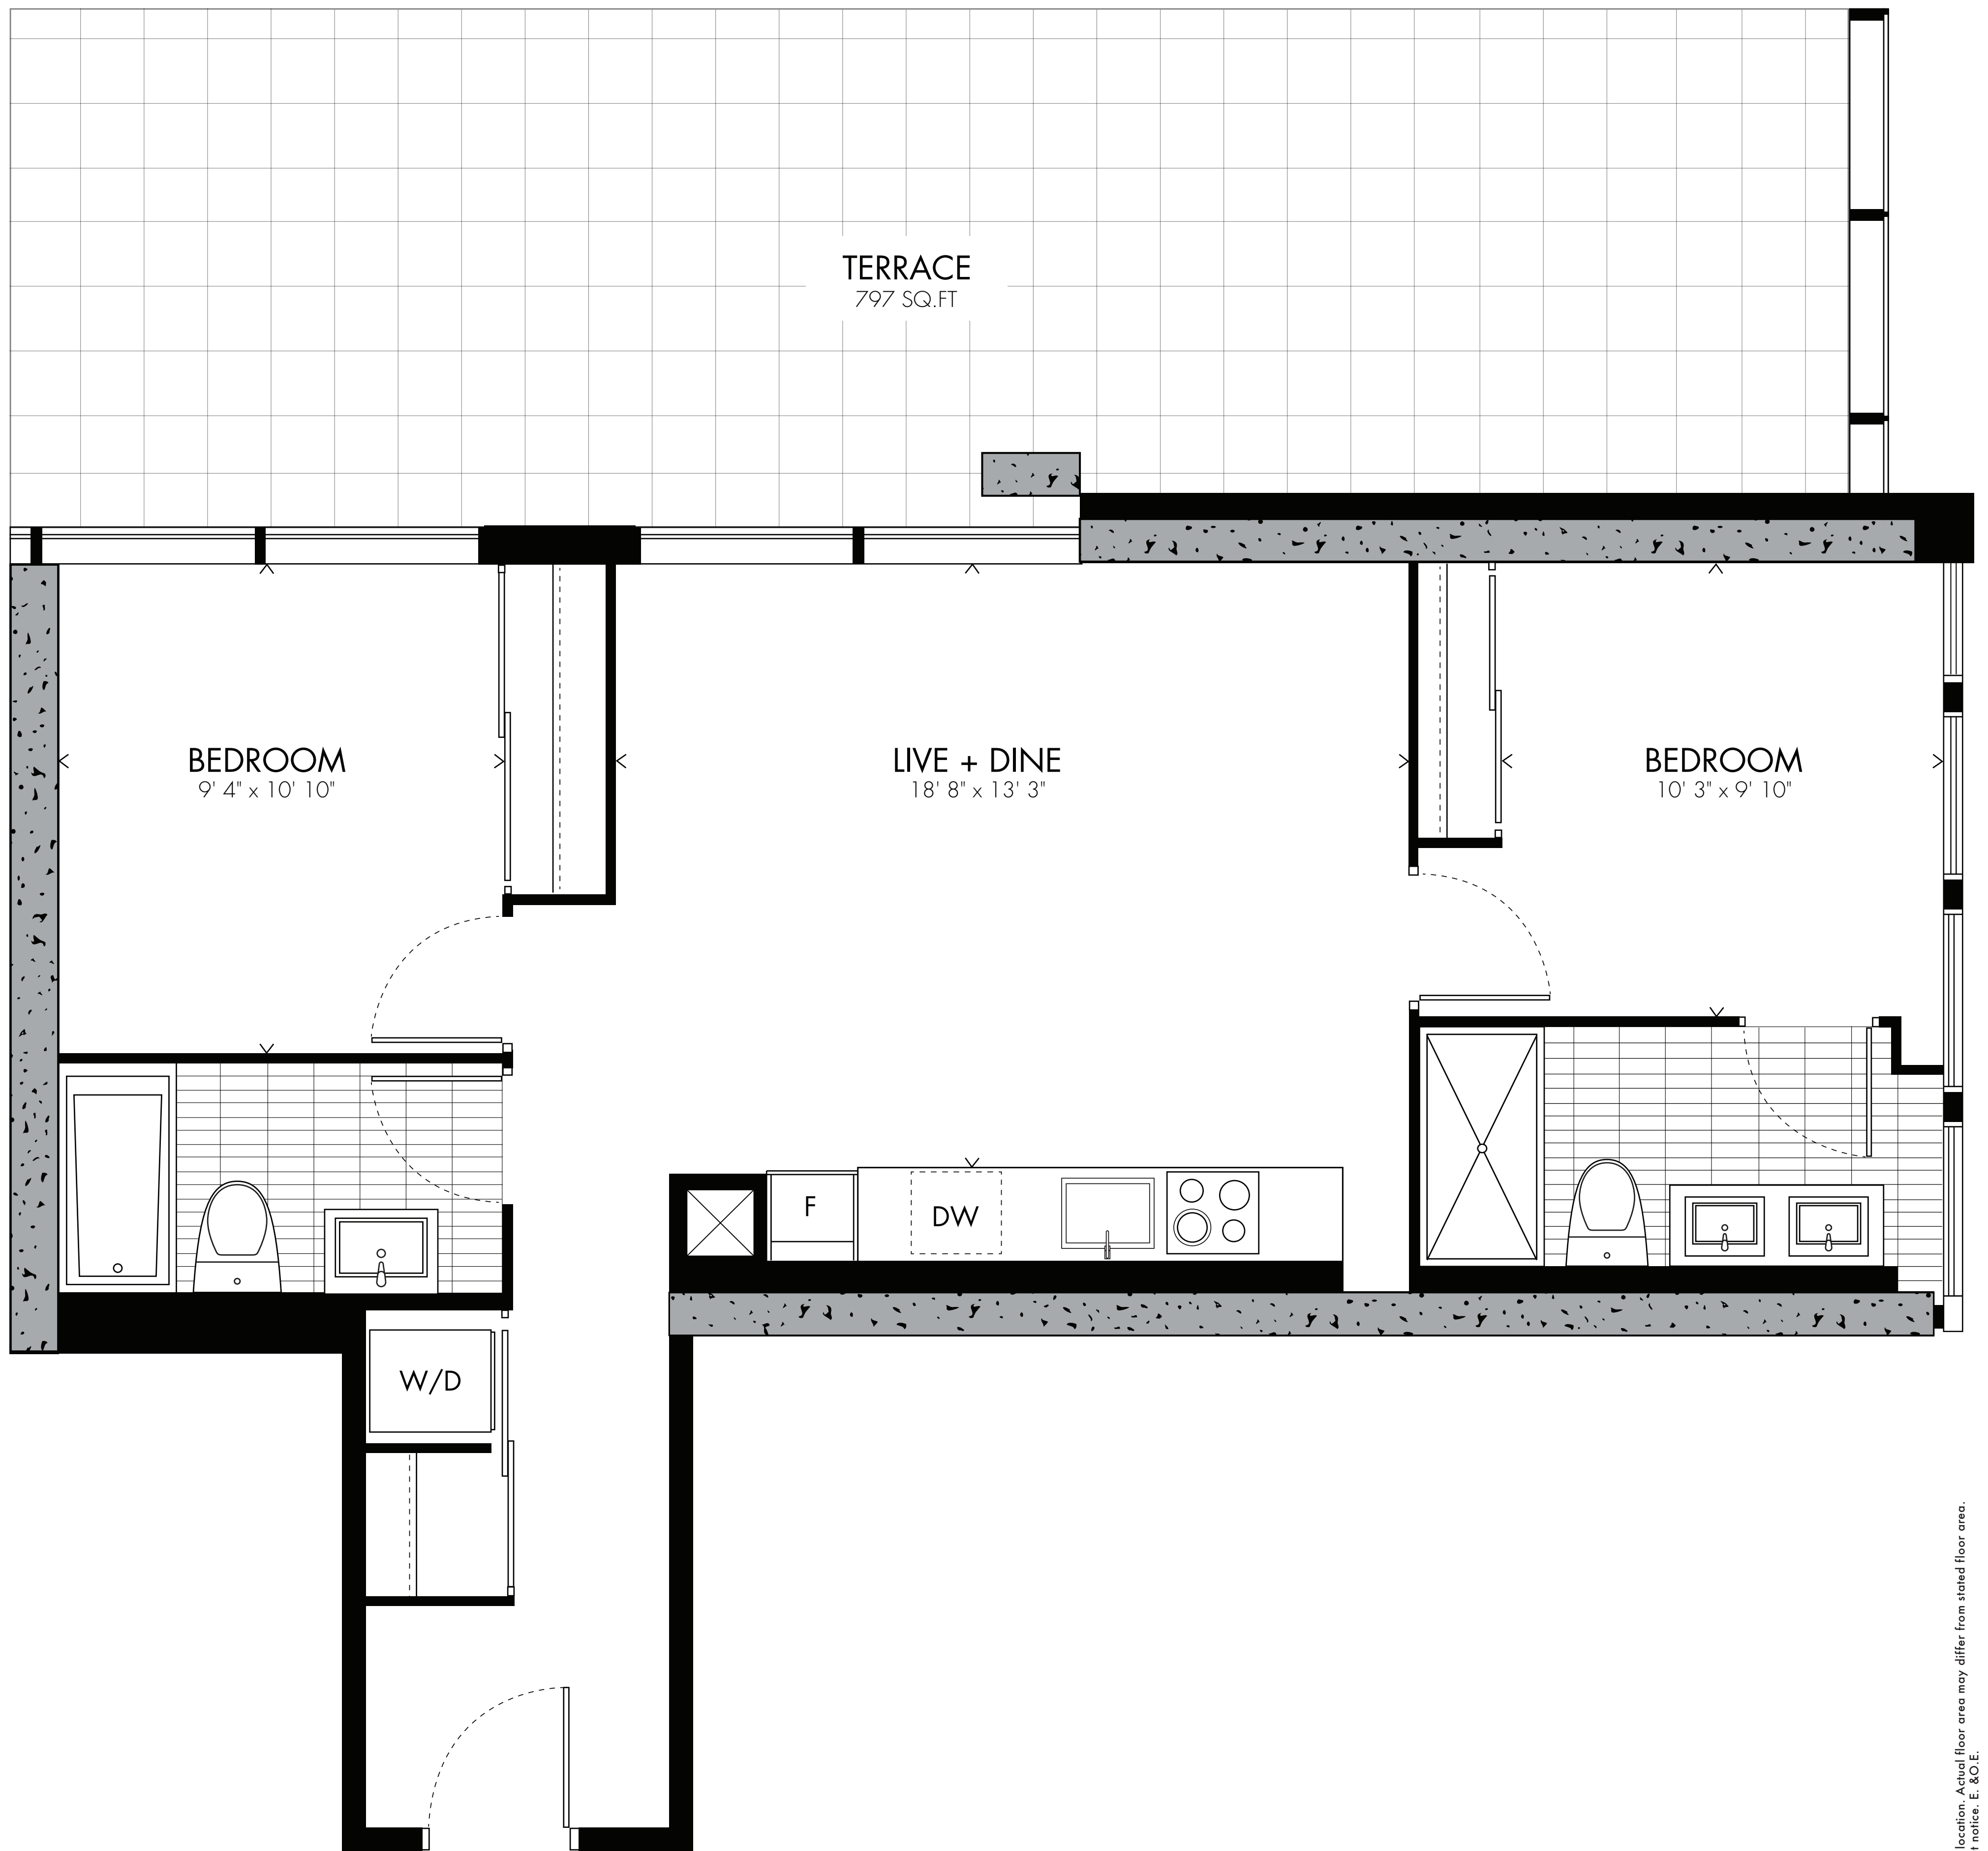 TERRACE
797 SQ.FT
BEDROOM
9' 4" x 10' 10"
LIVE + DINE
18' 8" x 13' 3"
BEDROOM
10' 3" x 9' 10"
F
DW
W/D
location. Actual floor area may differ from stated floor area.
t notice. E. &O.E.